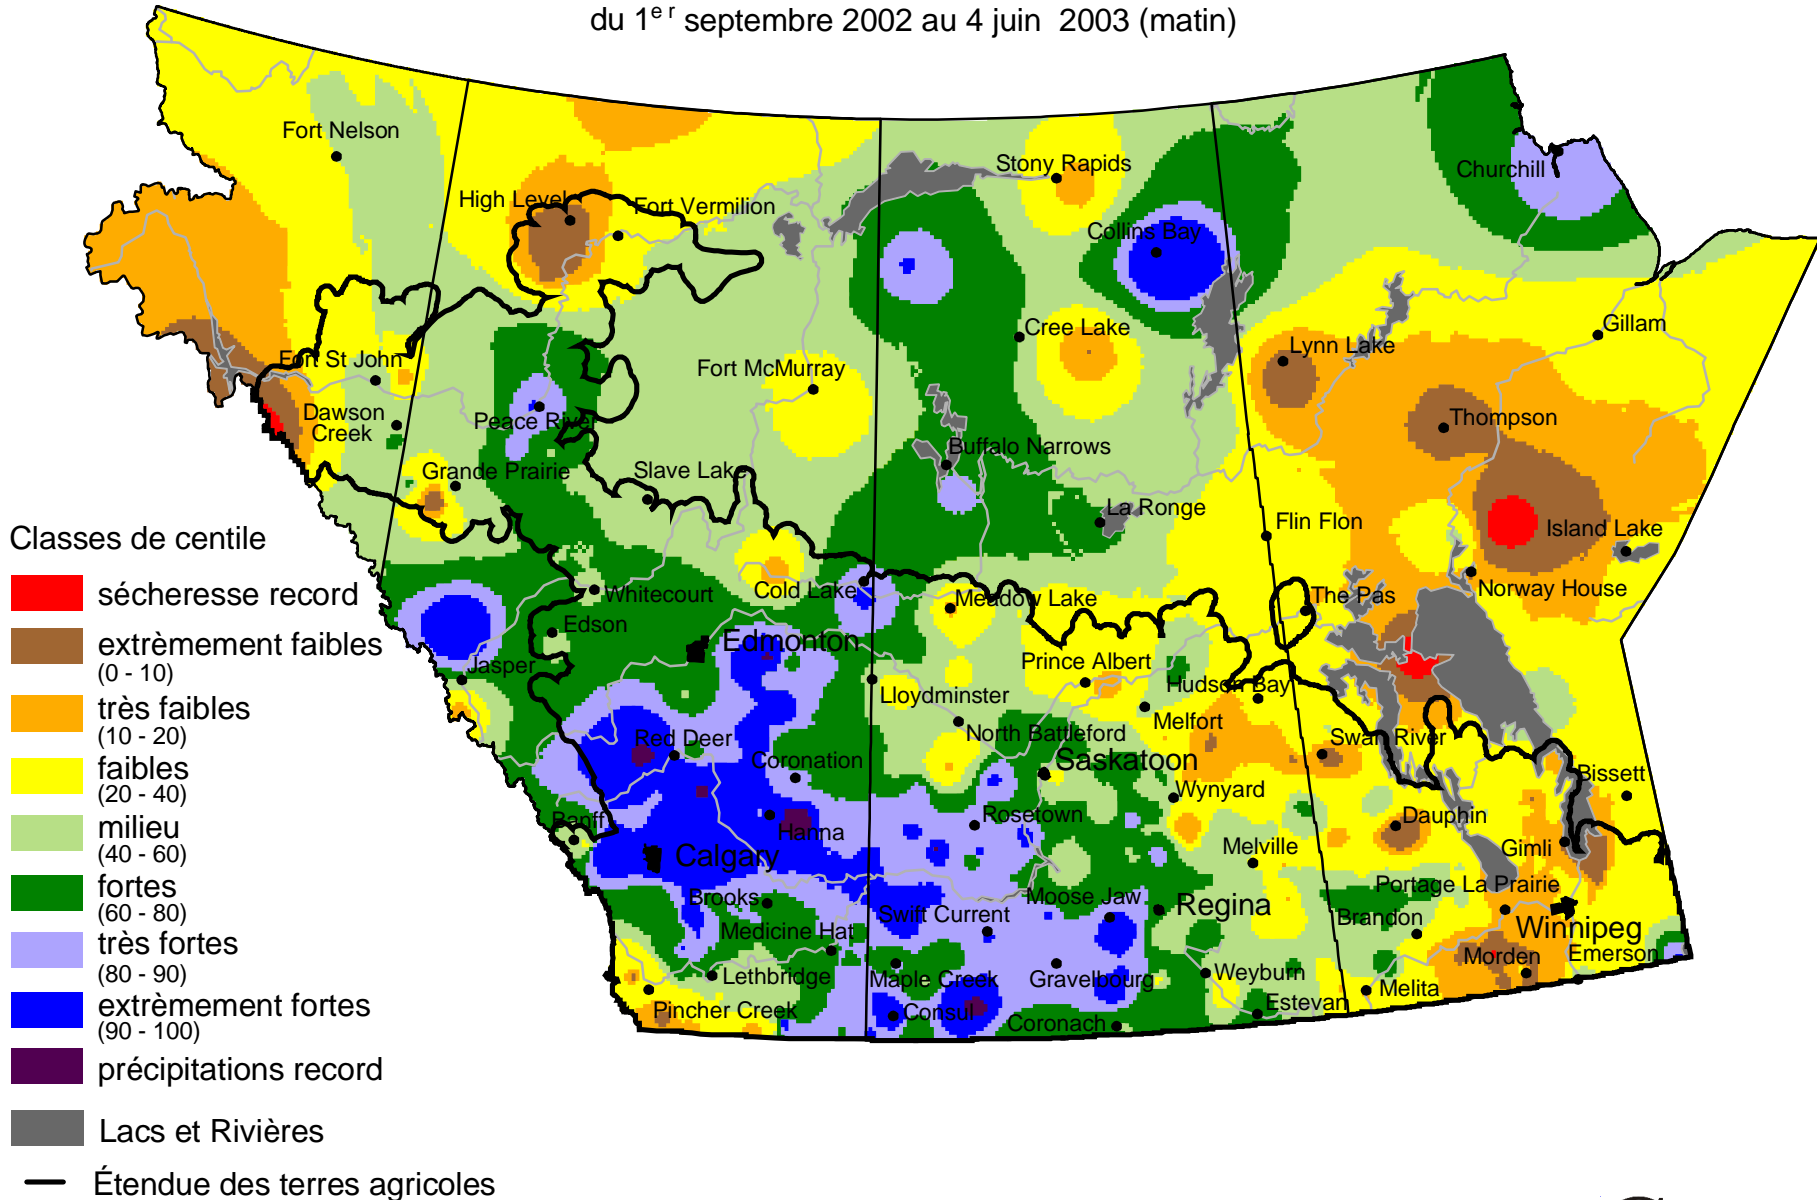 du 1er septembre 2002 au 4 juin 2003 (matin)
Fort Nelson
Stony Rapids
Churchill
High Level
Fort Vermilion
Collins Bay
Gillam
Cree Lake
Lynn Lake
Fort St John
Fort McMurray
Dawson
Creek
Peace River
Thompson
Buffalo Narrows
Grande Prairie
Slave Lake
La Ronge
Flin Flon
Island Lake
Whitecourt
Cold Lake
Meadow Lake
The Pas
Norway House
Edson
Edmonton
Jasper
Prince Albert
Hudson Bay
Lloydminster
Melfort
North Battleford
Swan River
Red Deer
Coronation
Saskatoon
Bissett
Wynyard
Banff
Hanna
Rosetown
Dauphin
Calgary
Melville
Gimli
Brooks
Moose Jaw
Portage La Prairie
Swift Current
Regina
Brandon
Medicine Hat
Winnipeg
Lethbridge
Maple Creek
Gravelbourg
Weyburn
Morden
Emerson
Pincher Creek
Consul
Coronach
Estevan
Melita
Classes de centile
sécheresse record
extrèmement faibles
(0 - 10)
très faibles
(10 - 20)
faibles
(20 - 40)
milieu
(40 - 60)
fortes
(60 - 80)
très fortes
(80 - 90)
extrèmement fortes
(90 - 100)
précipitations record
Lacs et Rivières
Étendue des terres agricoles